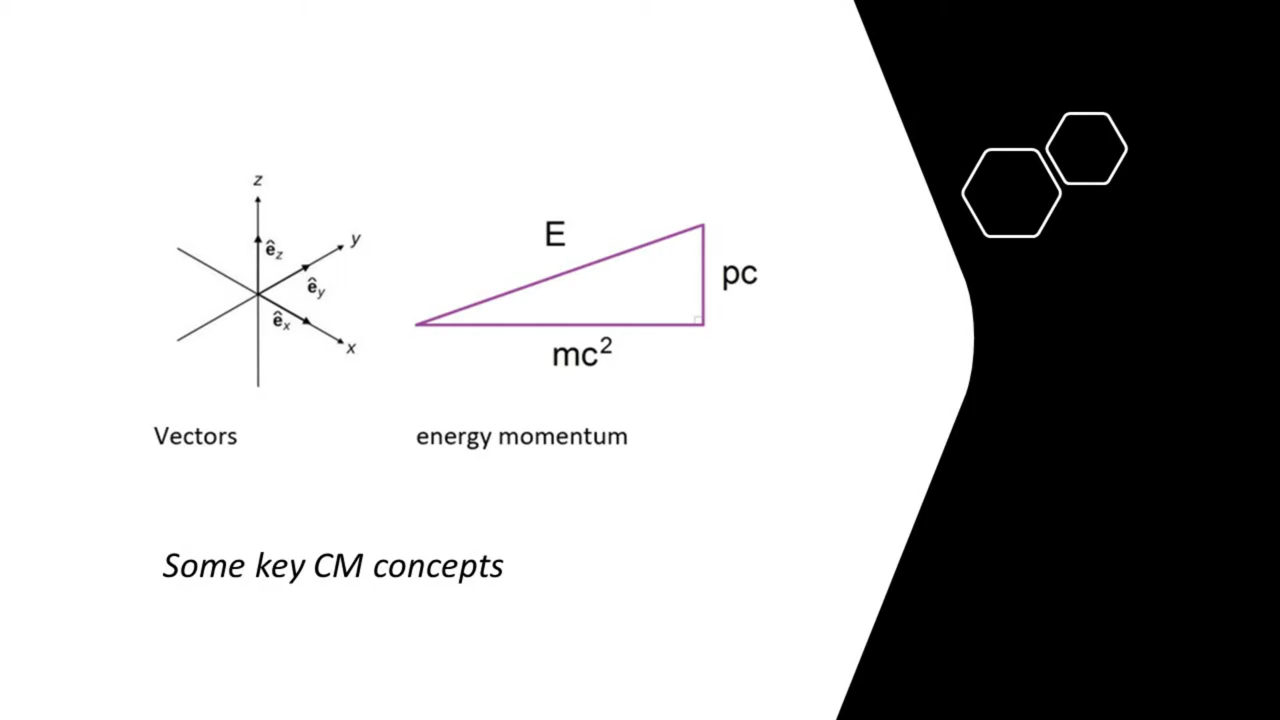 z
y
ê_z
ê_y
ê_x
x
E
pc
mc²
Vectors
energy momentum
Some key CM concepts